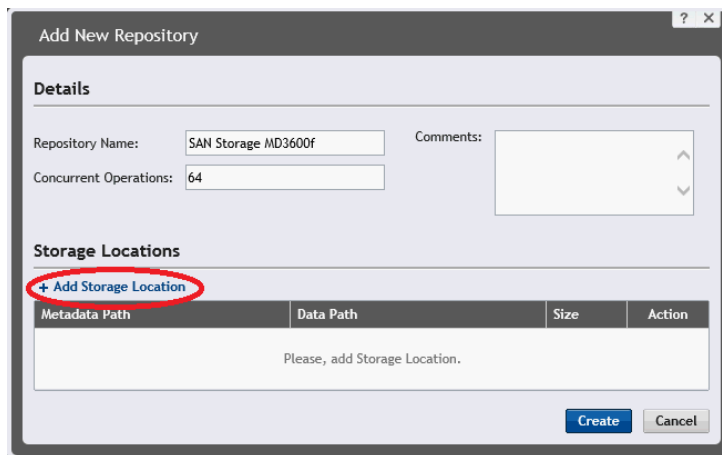 ? X
Add New Repository
Details
Repository Name: SAN Storage MD3600f Comments:
Concurrent Operations: 64
Storage Locations
+ Add Storage Location
Metadata Path Data Path Size Action
Please, add Storage Location.
Create Cancel